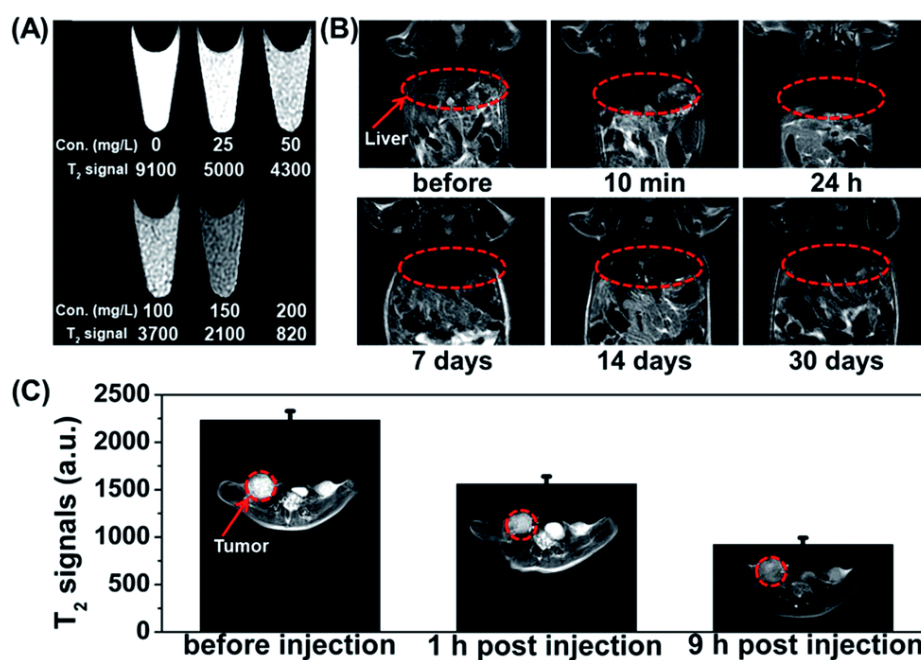 (A)
Con. (mg/L) 0 25 50
T₂ signal 9100 5000 4300
Con. (mg/L) 100 150 200
T₂ signal 3700 2100 820
(B)
Liver
before 10 min 24 h
7 days 14 days 30 days
(C)
T₂ signals (a.u.)
2500
2000
1500
1000
500
0
Tumor
before injection 1 h post injection 9 h post injection